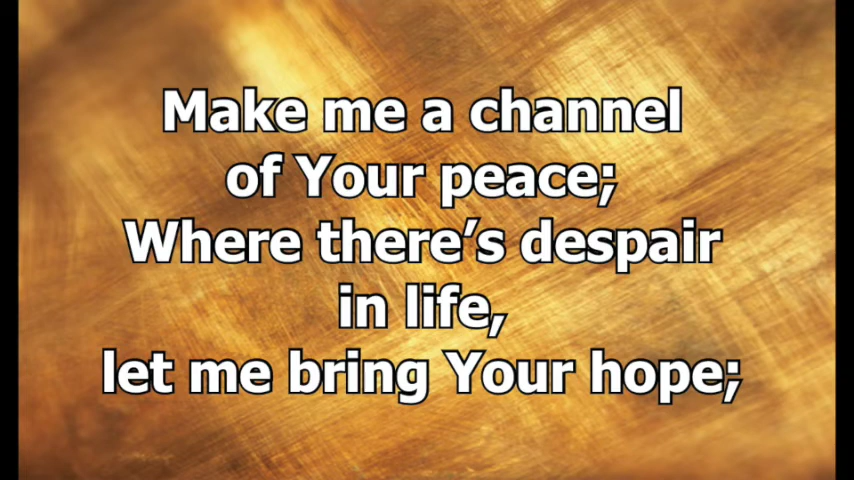 Make me a channel
of Your peace;
Where there’s despair
in life,
let me bring Your hope;